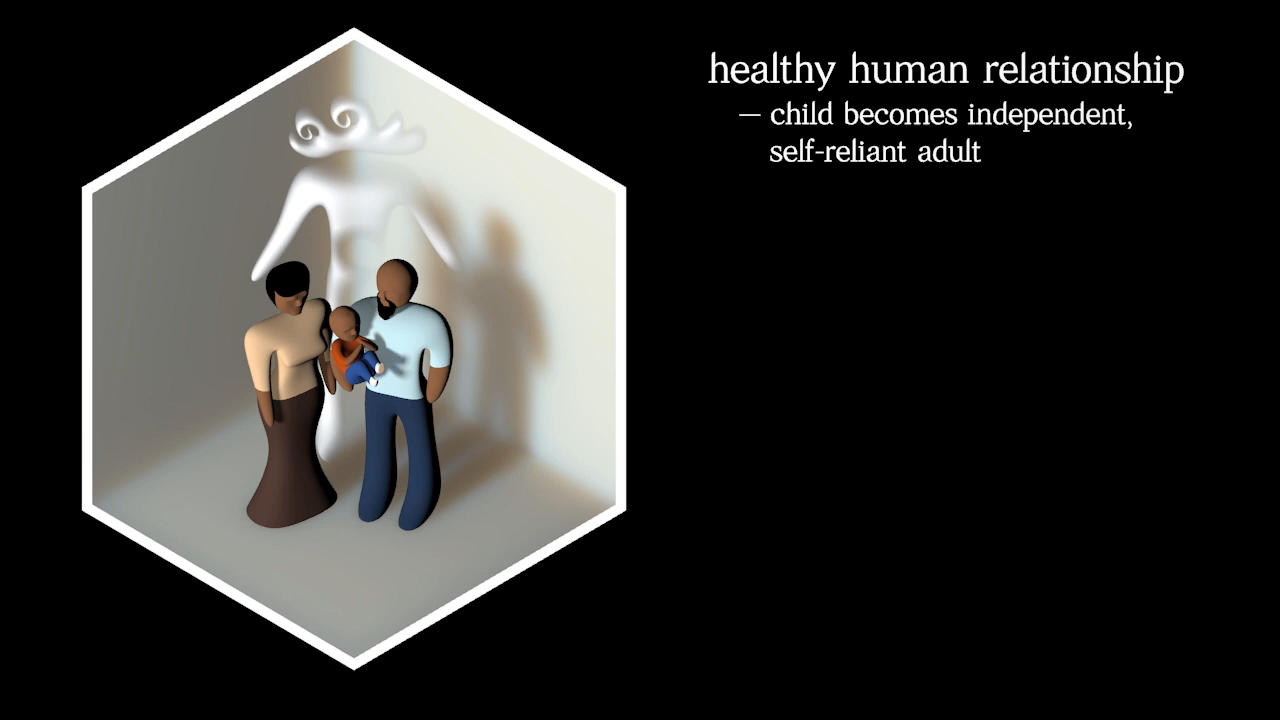 healthy human relationship
— child becomes independent,
self-reliant adult